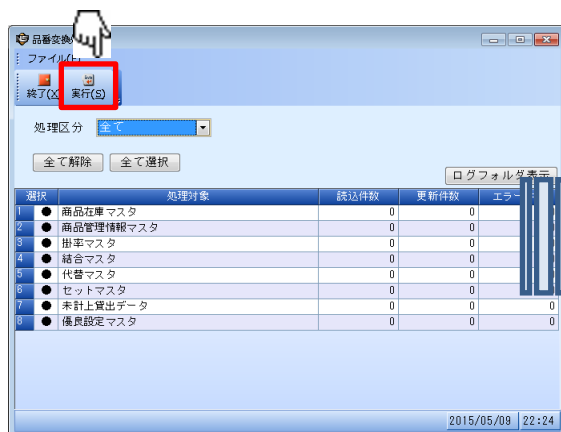 品番変換
ファイル(F)
終了(X) 実行(S)
処理区分 全て
全て解除 全て選択
ログフォルダ表示
選択 処理対象 読込件数 更新件数 エラー
1 ● 商品在庫マスタ 0 0
2 ● 商品管理情報マスタ 0 0
3 ● 掛率マスタ 0 0
4 ● 結合マスタ 0 0
5 ● 代替マスタ 0 0
6 ● セットマスタ 0 0
7 ● 未計上貸出データ 0 0 0
8 ● 優良設定マスタ 0 0 0
2015/05/09 22:24